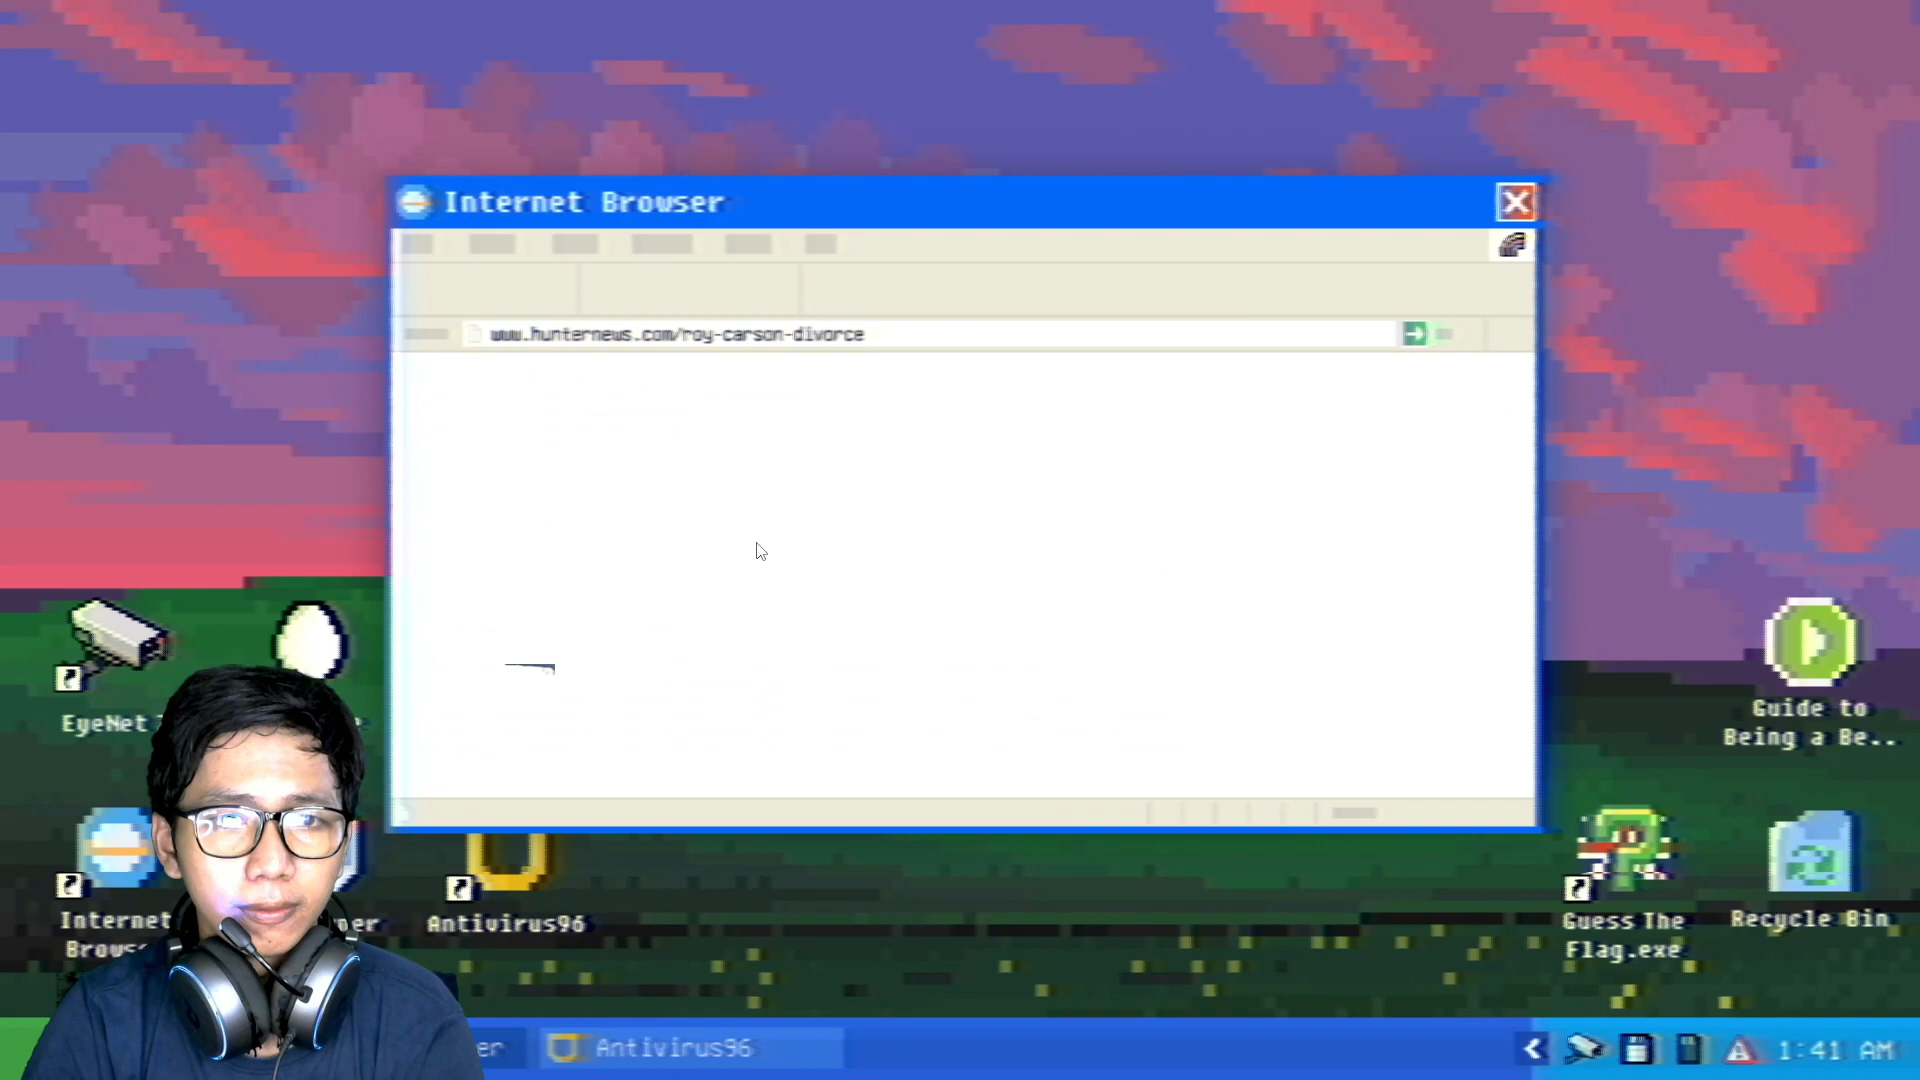 Internet Browser
www.hunternews.com/roy-carson-divorce
EyeNet
Guide to
Being a Be..
Internet
Antivirus96
Guess The
Flag.exe
Recycle Bin
Antivirus96
1:41 AM